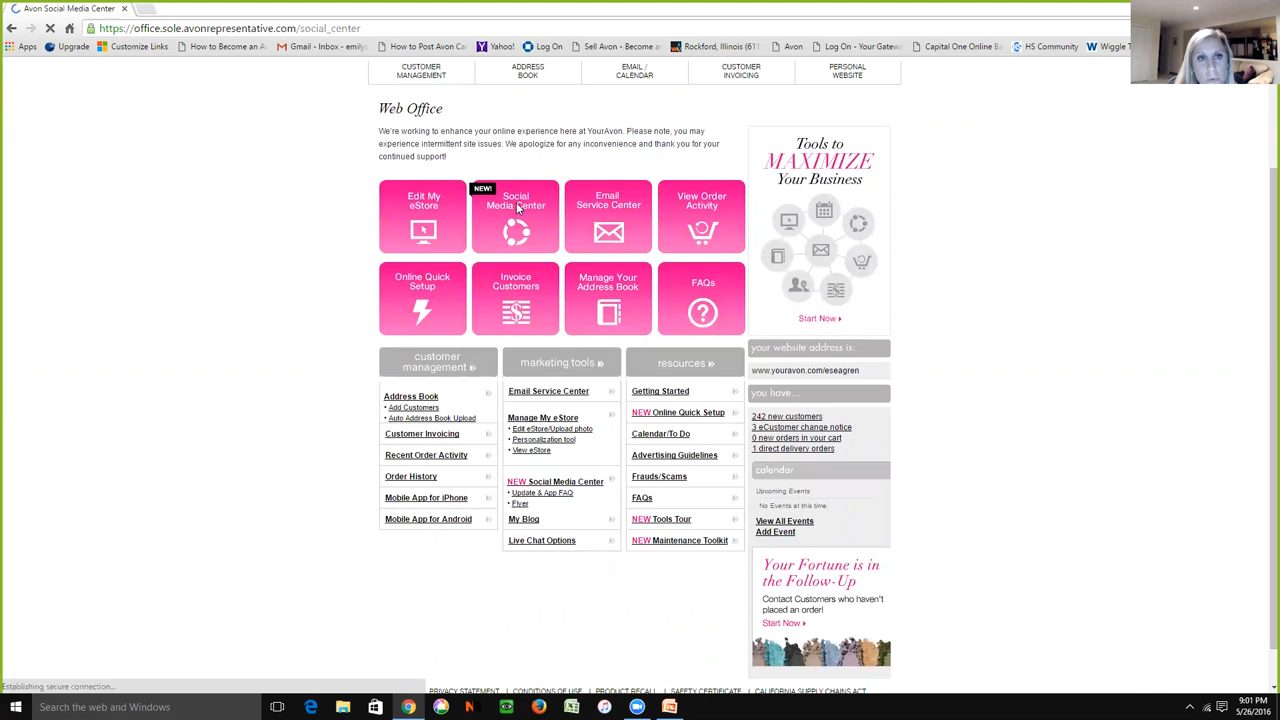 Avon Social Media Center
https://office.sole.avonrepresentative.com/social_center
Apps
Upgrade
Customize Links
How to Become an A
Gmail - Inbox - emilys
How to Post Avon Ca
Yahoo!
Log On
Sell Avon - Become a
Rockford, Illinois (611
Avon
Log On - Your Gatew
Capital One Online Ba
HS Community
Wiggle T
CUSTOMER
MANAGEMENT
ADDRESS
BOOK
EMAIL /
CALENDAR
CUSTOMER
INVOICING
PERSONAL
WEBSITE
Web Office
We're working to enhance your online experience here at YourAvon. Please note, you may
experience intermittent site issues. We apologize for any inconvenience and thank you for your
continued support!
Edit My
eStore
NEW!
Social
Media Center
Email
Service Center
View Order
Activity
Online Quick
Setup
Invoice
Customers
Manage Your
Address Book
FAQs
Tools to
MAXIMIZE
Your Business
Start Now
customer
management
Address Book
• Add Customers
• Auto Address Book Upload
Customer Invoicing
Recent Order Activity
Order History
Mobile App for iPhone
Mobile App for Android
marketing tools
Email Service Center
Manage My eStore
• Edit eStore/Upload photo
• Personalization tool
• View eStore
NEW Social Media Center
• Update & App FAQ
• Flyer
My Blog
Live Chat Options
resources
Getting Started
NEW Online Quick Setup
Calendar/To Do
Advertising Guidelines
Frauds/Scams
FAQs
NEW Tools Tour
NEW Maintenance Toolkit
your website address is:
www.youravon.com/eseagren
you have...
242 new customers
3 eCustomer change notice
0 new orders in your cart
1 direct delivery orders
calendar
Upcoming Events
No Events at this time.
View All Events
Add Event
Your Fortune is in
the Follow-Up
Contact Customers who haven't
placed an order!
Start Now
Establishing secure connection...
PRIVACY STATEMENT | CONDITIONS OF USE | PRODUCT RECALL | SAFETY CERTIFICATE | CALIFORNIA SUPPLY CHAINS ACT
Search the web and Windows
9:01 PM
5/26/2016